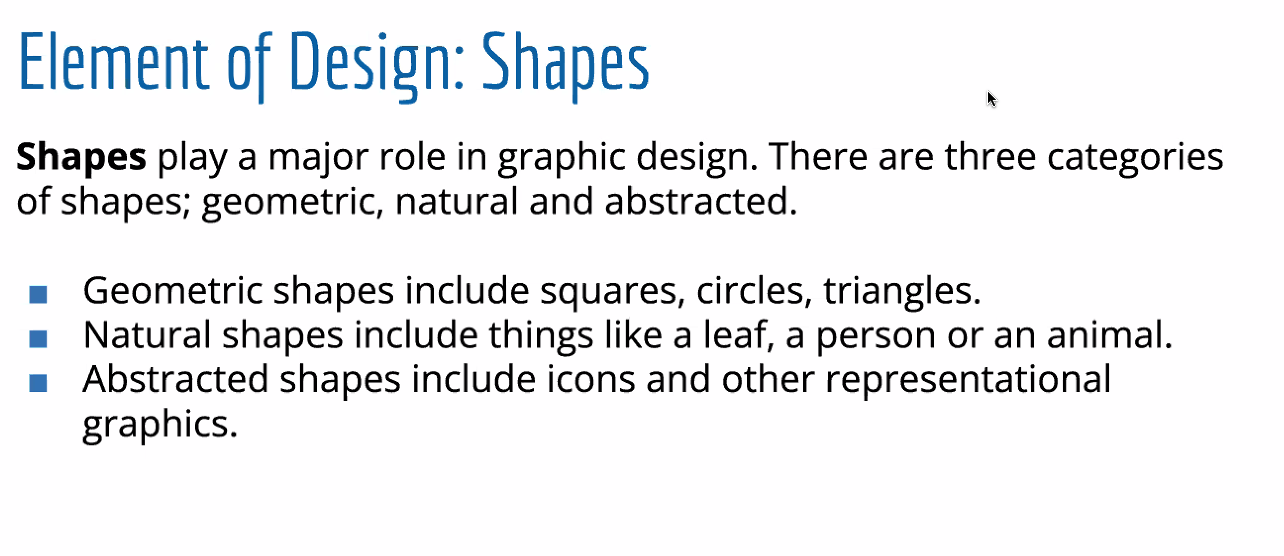 Element of Design: Shapes
Shapes play a major role in graphic design. There are three categories
of shapes; geometric, natural and abstracted.
■ Geometric shapes include squares, circles, triangles.
■ Natural shapes include things like a leaf, a person or an animal.
■ Abstracted shapes include icons and other representational
graphics.